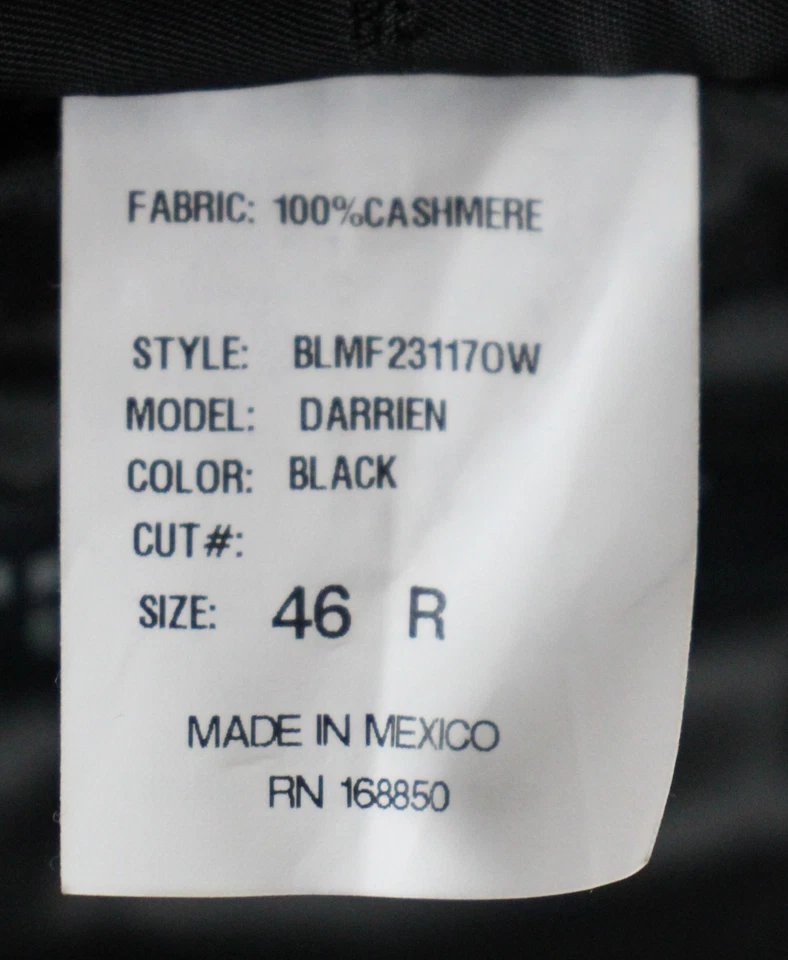 FABRIC: 100%CASHMERE
STYLE: BLMF231170W
MODEL: DARRIEN
COLOR: BLACK
CUT#:
SIZE: 46 R
MADE IN MEXICO
RN 168850